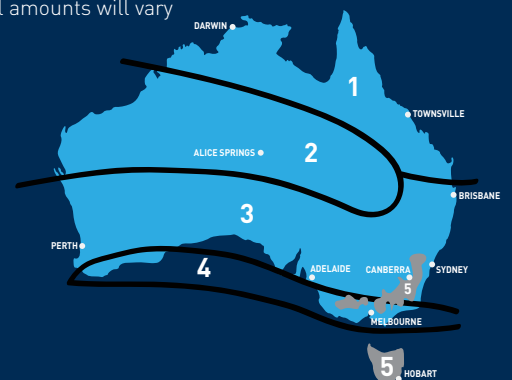 l amounts will vary
DARWIN
1
TOWNSVILLE
ALICE SPRINGS
2
BRISBANE
3
PERTH
4
ADELAIDE
CANBERRA
SYDNEY
5
MELBOURNE
5
HOBART